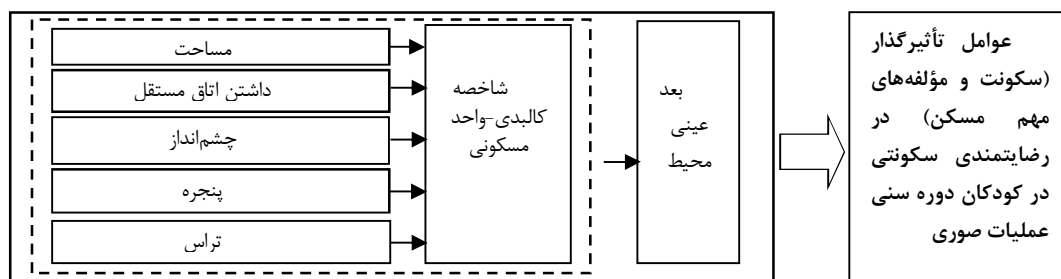 مساحت
داشتن اتاق مستقل
چشم‌انداز
پنجره
تراس
شاخصه
کالبدی-واحد
مسکونی
بعد
عینی
محیط
عوامل تأثیرگذار
(سکونت و مؤلفه‌های
مهم مسکن) در
رضایتمندی سکونتی
در کودکان دوره سنی
عملیات صوری